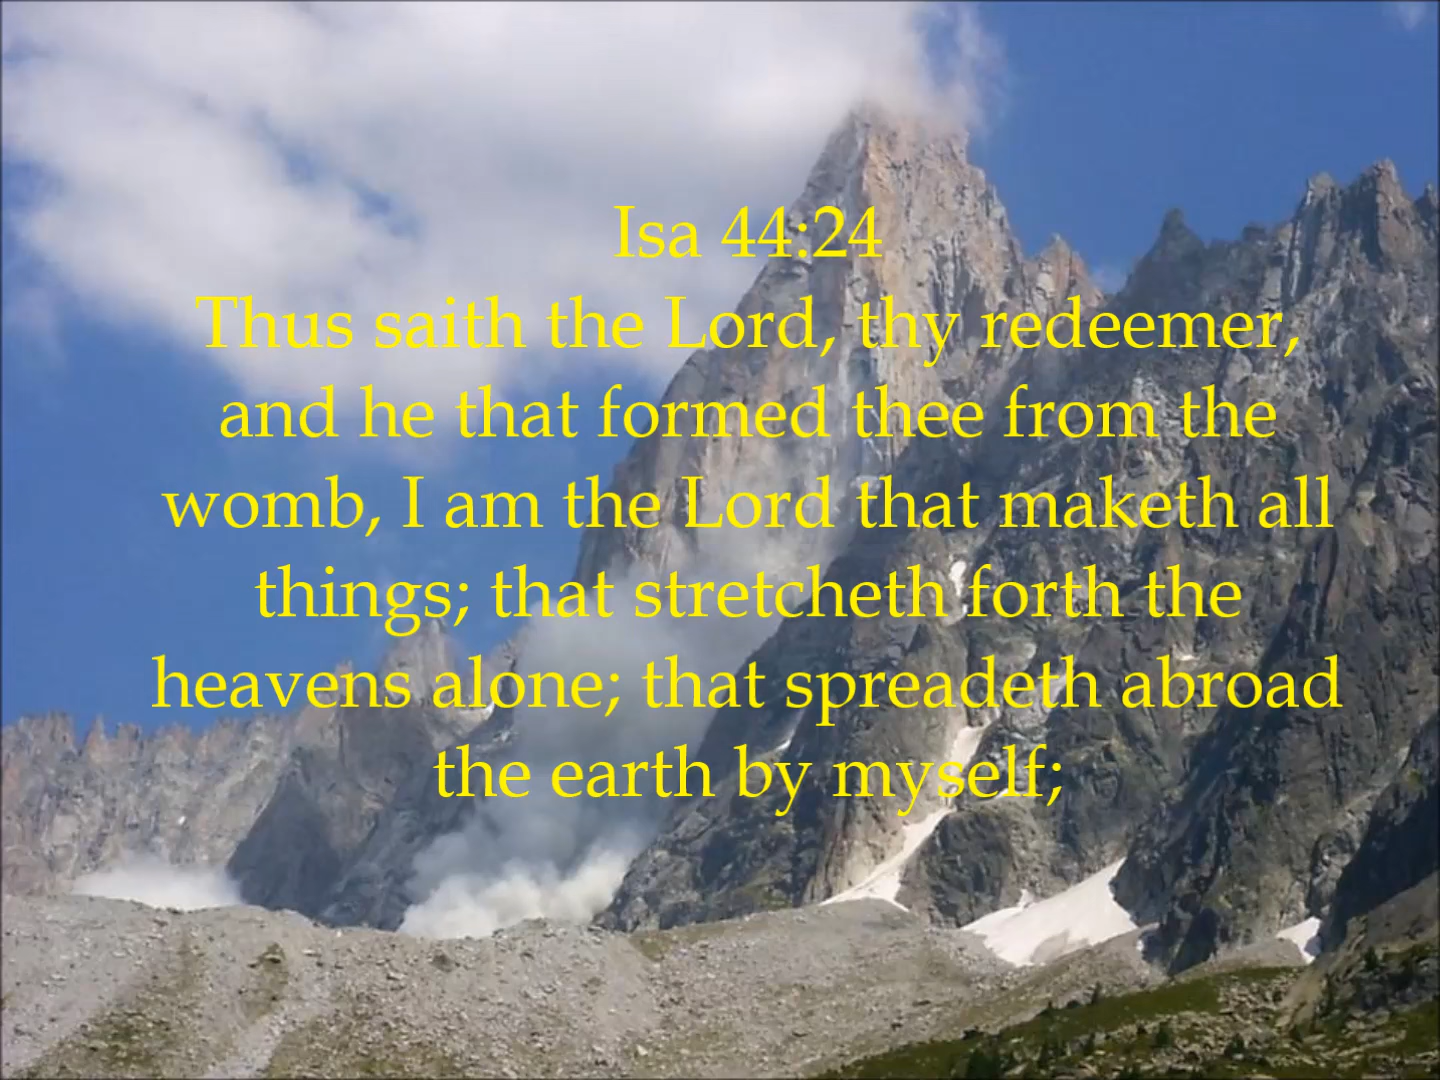 Isa 44:24
Thus saith the Lord, thy redeemer,
and he that formed thee from the
womb, I am the Lord that maketh all
things; that stretcheth forth the
heavens alone; that spreadeth abroad
the earth by myself;